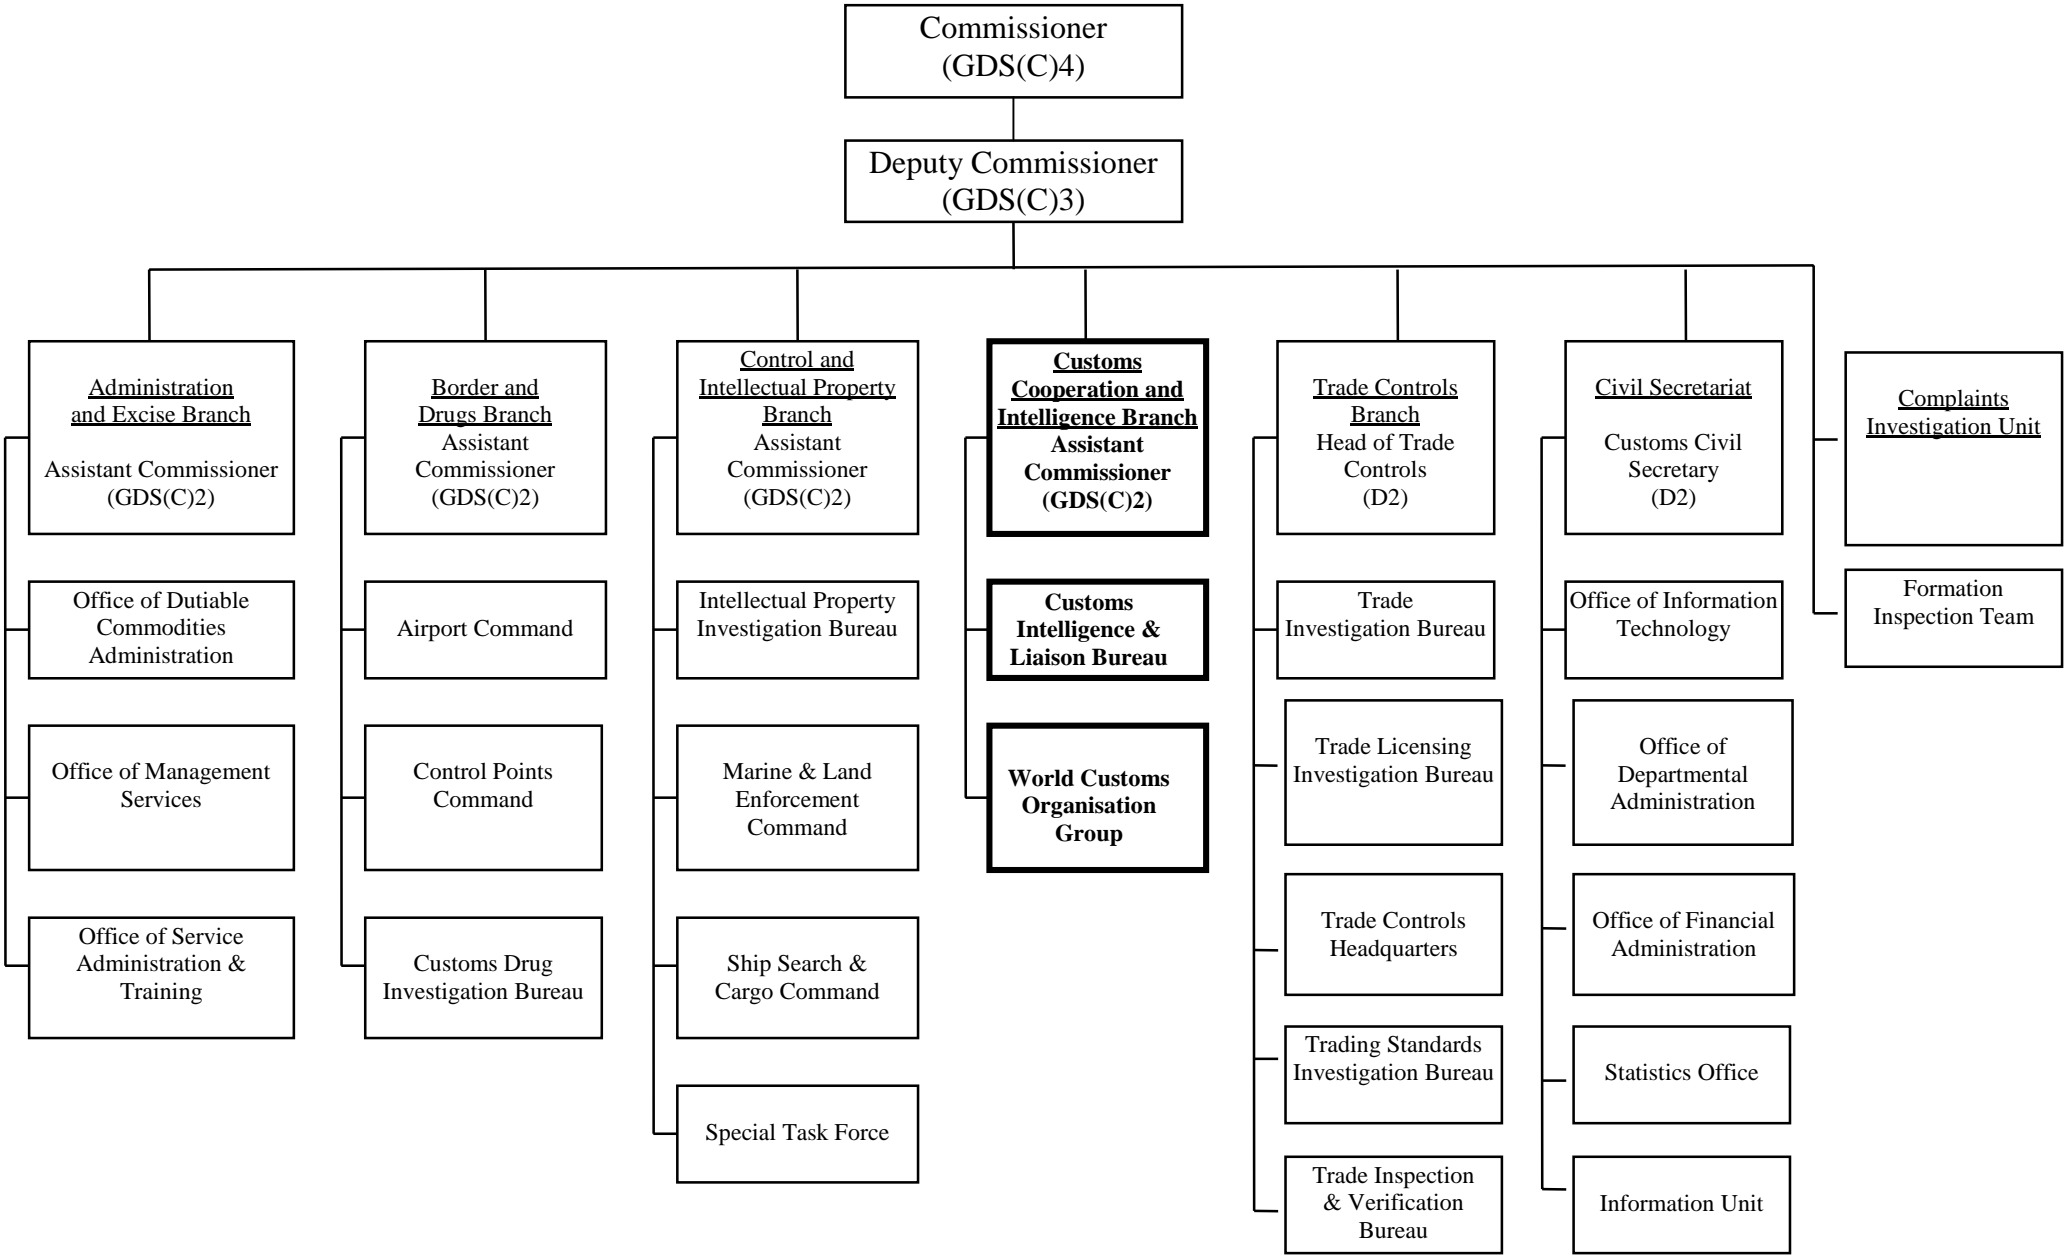 Commissioner
(GDS(C)4)
Deputy Commissioner
(GDS(C)3)
Administration
and Excise Branch
Assistant Commissioner
(GDS(C)2)
Office of Dutiable
Commodities
Administration
Office of Management
Services
Office of Service
Administration &
Training
Border and
Drugs Branch
Assistant
Commissioner
(GDS(C)2)
Airport Command
Control Points
Command
Customs Drug
Investigation Bureau
Control and
Intellectual Property
Branch
Assistant
Commissioner
(GDS(C)2)
Intellectual Property
Investigation Bureau
Marine & Land
Enforcement
Command
Ship Search &
Cargo Command
Special Task Force
Customs
Cooperation and
Intelligence Branch
Assistant
Commissioner
(GDS(C)2)
Customs
Intelligence &
Liaison Bureau
World Customs
Organisation
Group
Trade Controls
Branch
Head of Trade
Controls
(D2)
Trade
Investigation Bureau
Trade Licensing
Investigation Bureau
Trade Controls
Headquarters
Trading Standards
Investigation Bureau
Trade Inspection
& Verification
Bureau
Civil Secretariat
Customs Civil
Secretary
(D2)
Office of Information
Technology
Office of
Departmental
Administration
Office of Financial
Administration
Statistics Office
Information Unit
Complaints
Investigation Unit
Formation
Inspection Team